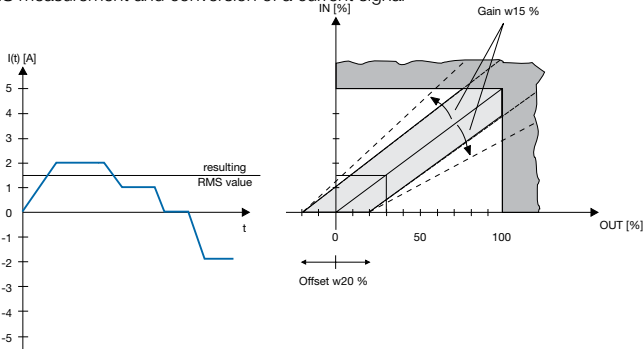 S measurement and conversion of a current signal
IN [%]
Gain w15 %
I(t) [A]
5
4
3
2
1
0
-1
-2
-3
-4
-5
resulting
RMS value
t
0
50
100
OUT [%]
Offset w20 %